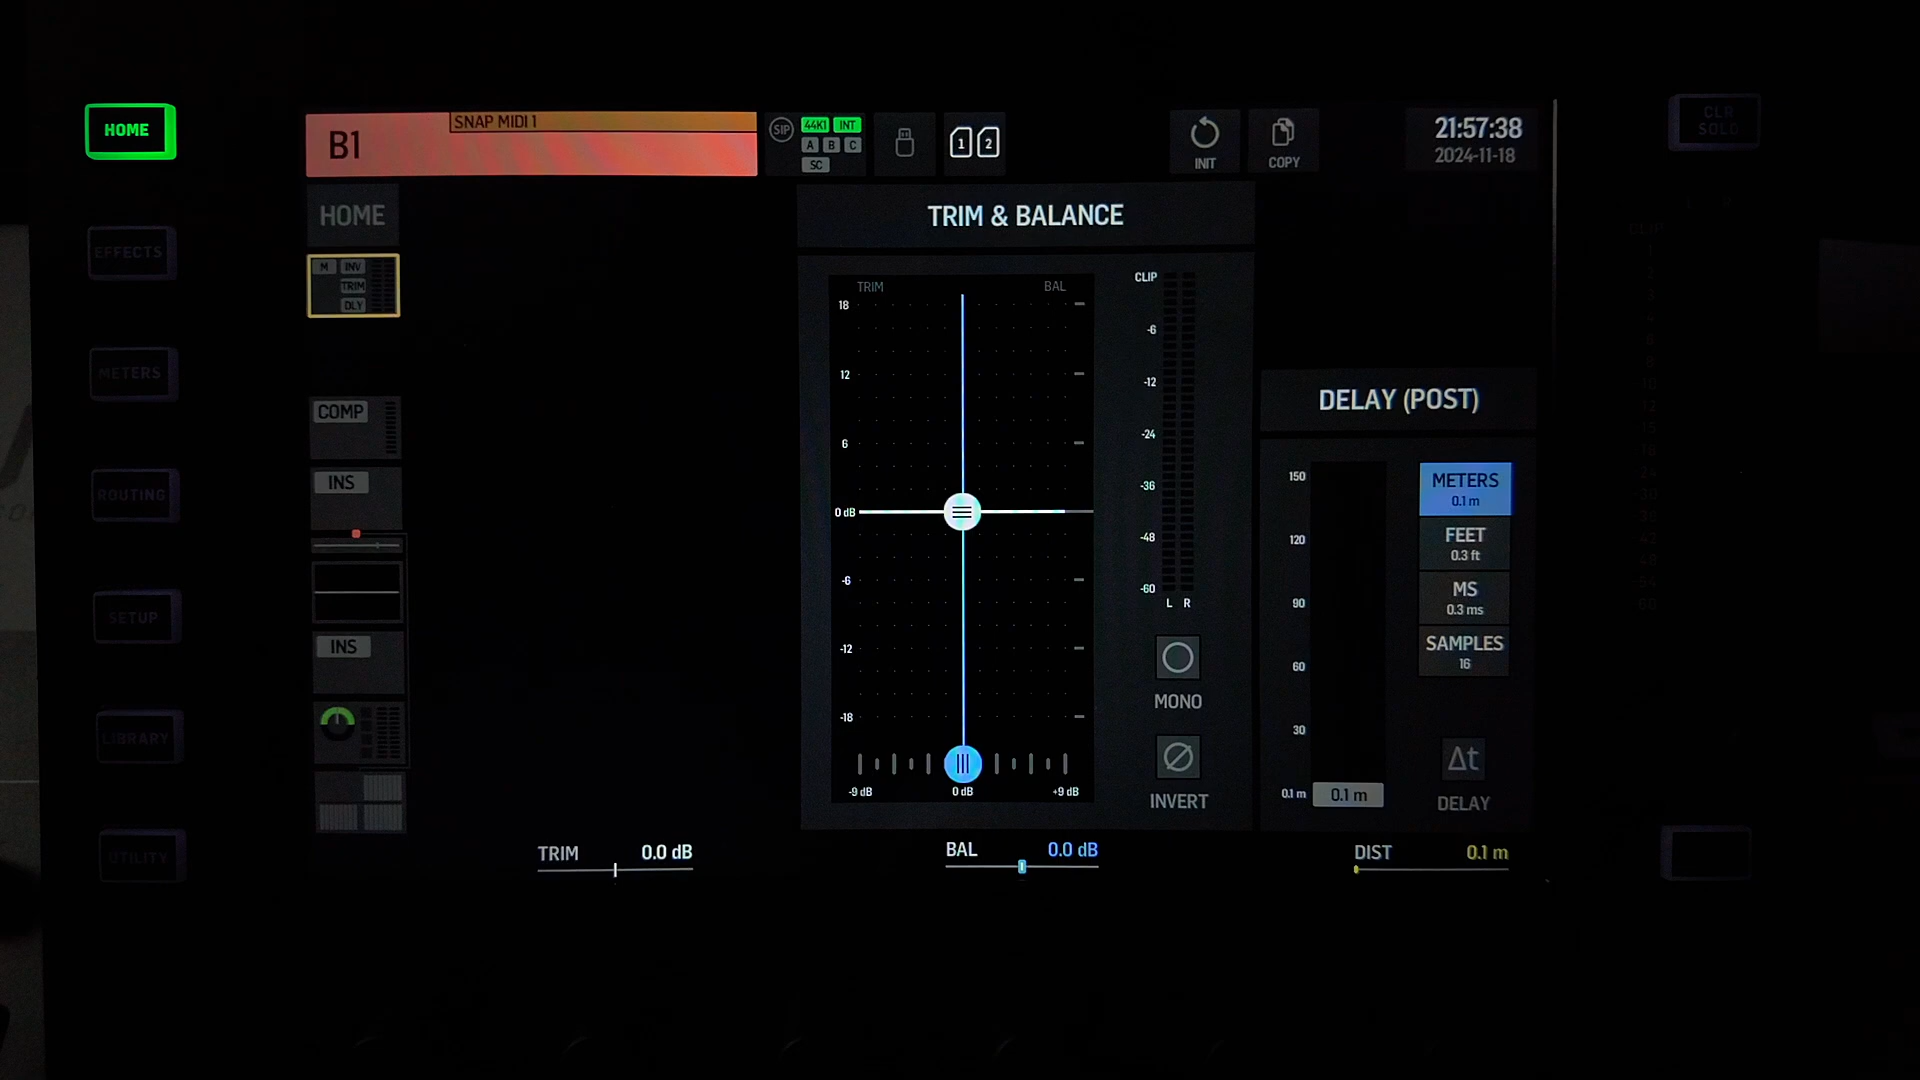 HOME
EFFECTS
METERS
ROUTING
SETUP
LIBRARY
UTILITY
B1
SNAP MIDI 1
SIP
44K1 INT
A B C
SC
1 2
INIT
COPY
21:57:38
2024-11-18
CLR
SOLO
HOME
M INV
TRIM
DLY
COMP
INS
INS
TRIM & BALANCE
TRIM BAL
18
12
6
0 dB
-6
-12
-18
-9 dB 0 dB +9 dB
CLIP
-6
-12
-24
-36
-48
-60
L R
MONO
INVERT
DELAY (POST)
150
120
90
60
30
0.1 m 0.1 m
METERS
0.1 m
FEET
0.3 ft
MS
0.3 ms
SAMPLES
16
Δt
DELAY
TRIM 0.0 dB
BAL 0.0 dB
DIST 0.1 m